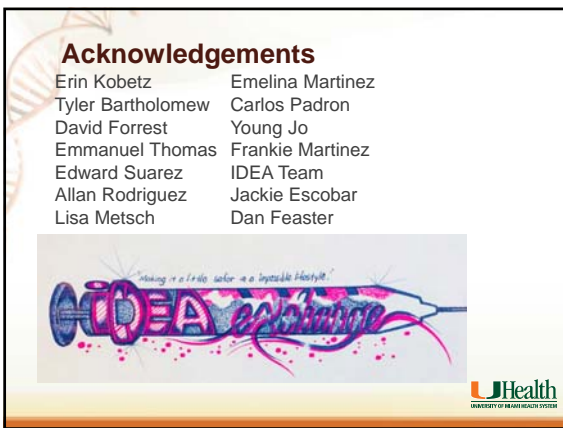 Acknowledgements
Erin Kobetz
Tyler Bartholomew
David Forrest
Emmanuel Thomas
Edward Suarez
Allan Rodriguez
Lisa Metsch
Emelina Martinez
Carlos Padron
Young Jo
Frankie Martinez
IDEA Team
Jackie Escobar
Dan Feaster
"Making it a little safer 4 a impossible lifestyle!"
iDEA exchange
UHealth
UNIVERSITY OF MIAMI HEALTH SYSTEM